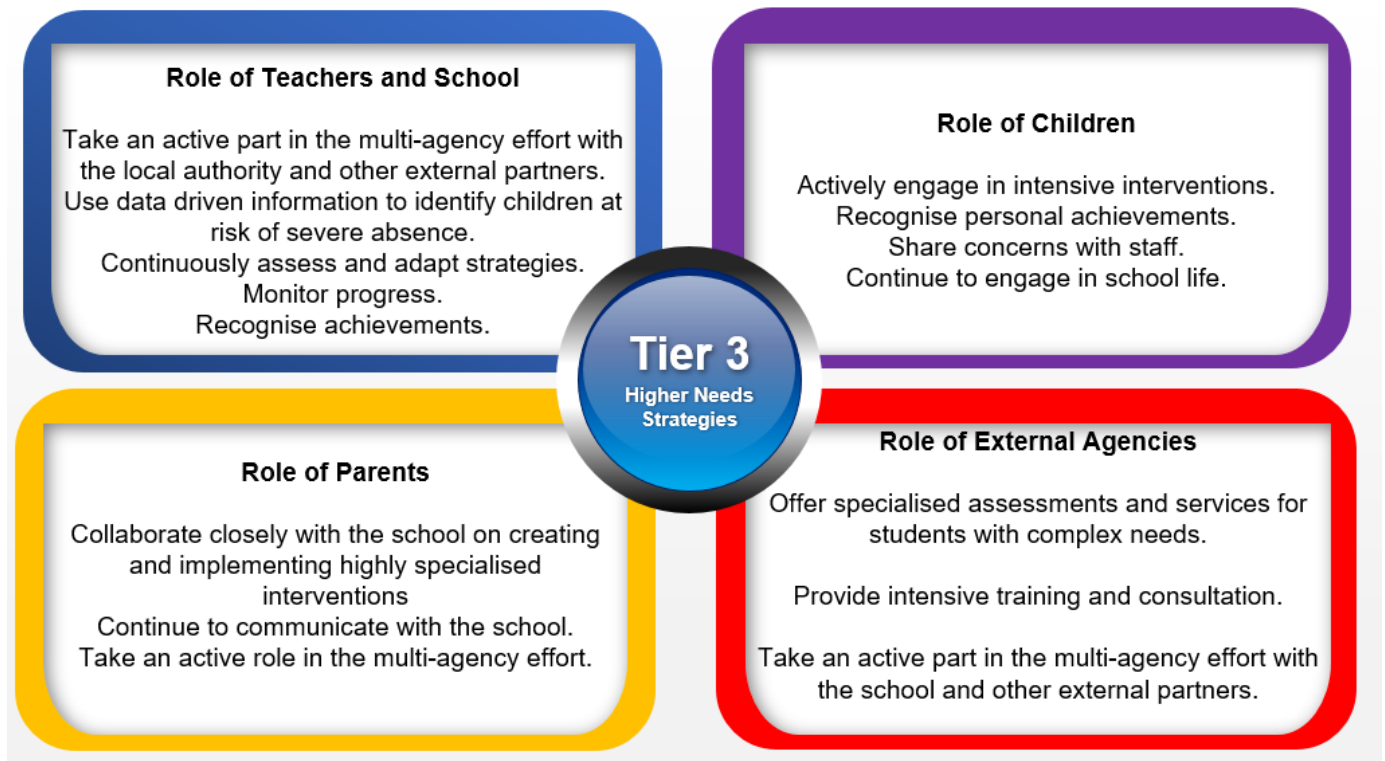 Role of Teachers and School
Take an active part in the multi-agency effort with
the local authority and other external partners.
Use data driven information to identify children at
risk of severe absence.
Continuously assess and adapt strategies.
Monitor progress.
Recognise achievements.
Role of Children
Actively engage in intensive interventions.
Recognise personal achievements.
Share concerns with staff.
Continue to engage in school life.
Tier 3
Higher Needs
Strategies
Role of Parents
Collaborate closely with the school on creating
and implementing highly specialised
interventions
Continue to communicate with the school.
Take an active role in the multi-agency effort.
Role of External Agencies
Offer specialised assessments and services for
students with complex needs.
Provide intensive training and consultation.
Take an active part in the multi-agency effort with
the school and other external partners.